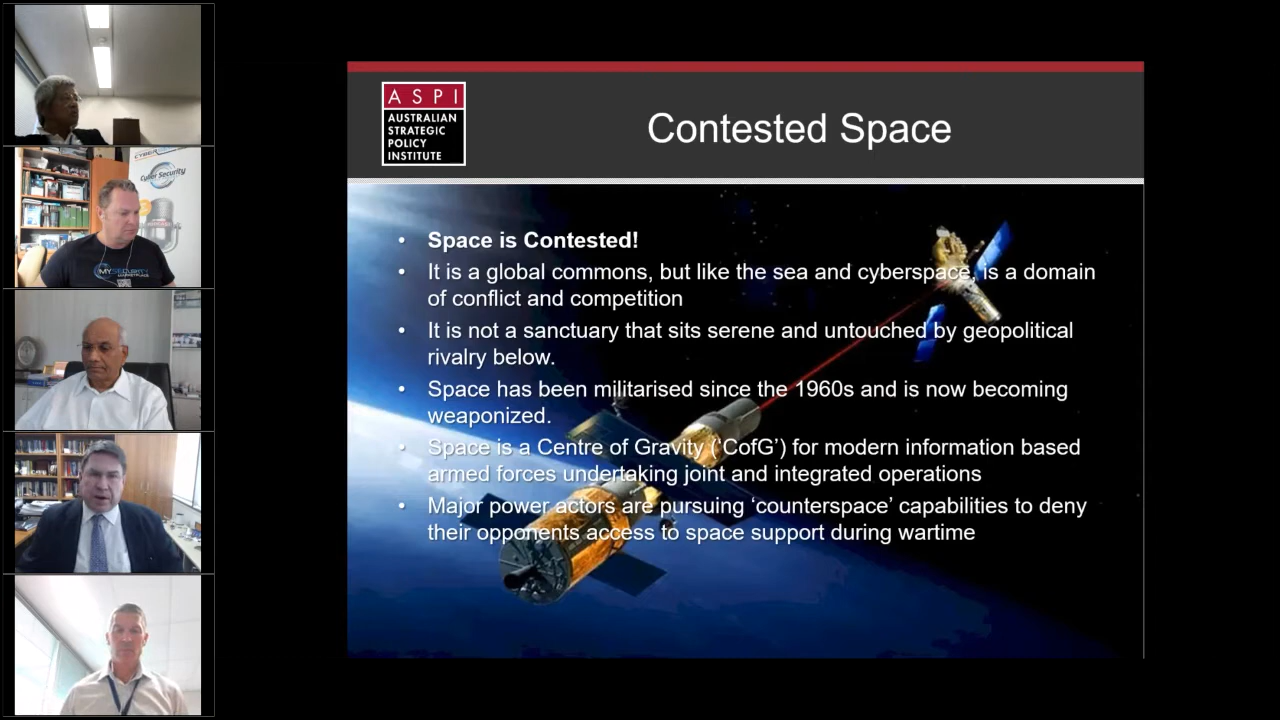 ASPI
AUSTRALIAN
STRATEGIC
POLICY
INSTITUTE
Contested Space
• Space is Contested!
• It is a global commons, but like the sea and cyberspace, is a domain
of conflict and competition
• It is not a sanctuary that sits serene and untouched by geopolitical
rivalry below.
• Space has been militarised since the 1960s and is now becoming
weaponized.
• Space is a Centre of Gravity (‘CofG’) for modern information based
armed forces undertaking joint and integrated operations
• Major power actors are pursuing ‘counterspace’ capabilities to deny
their opponents access to space support during wartime
Cyber Security
MYSECURITY